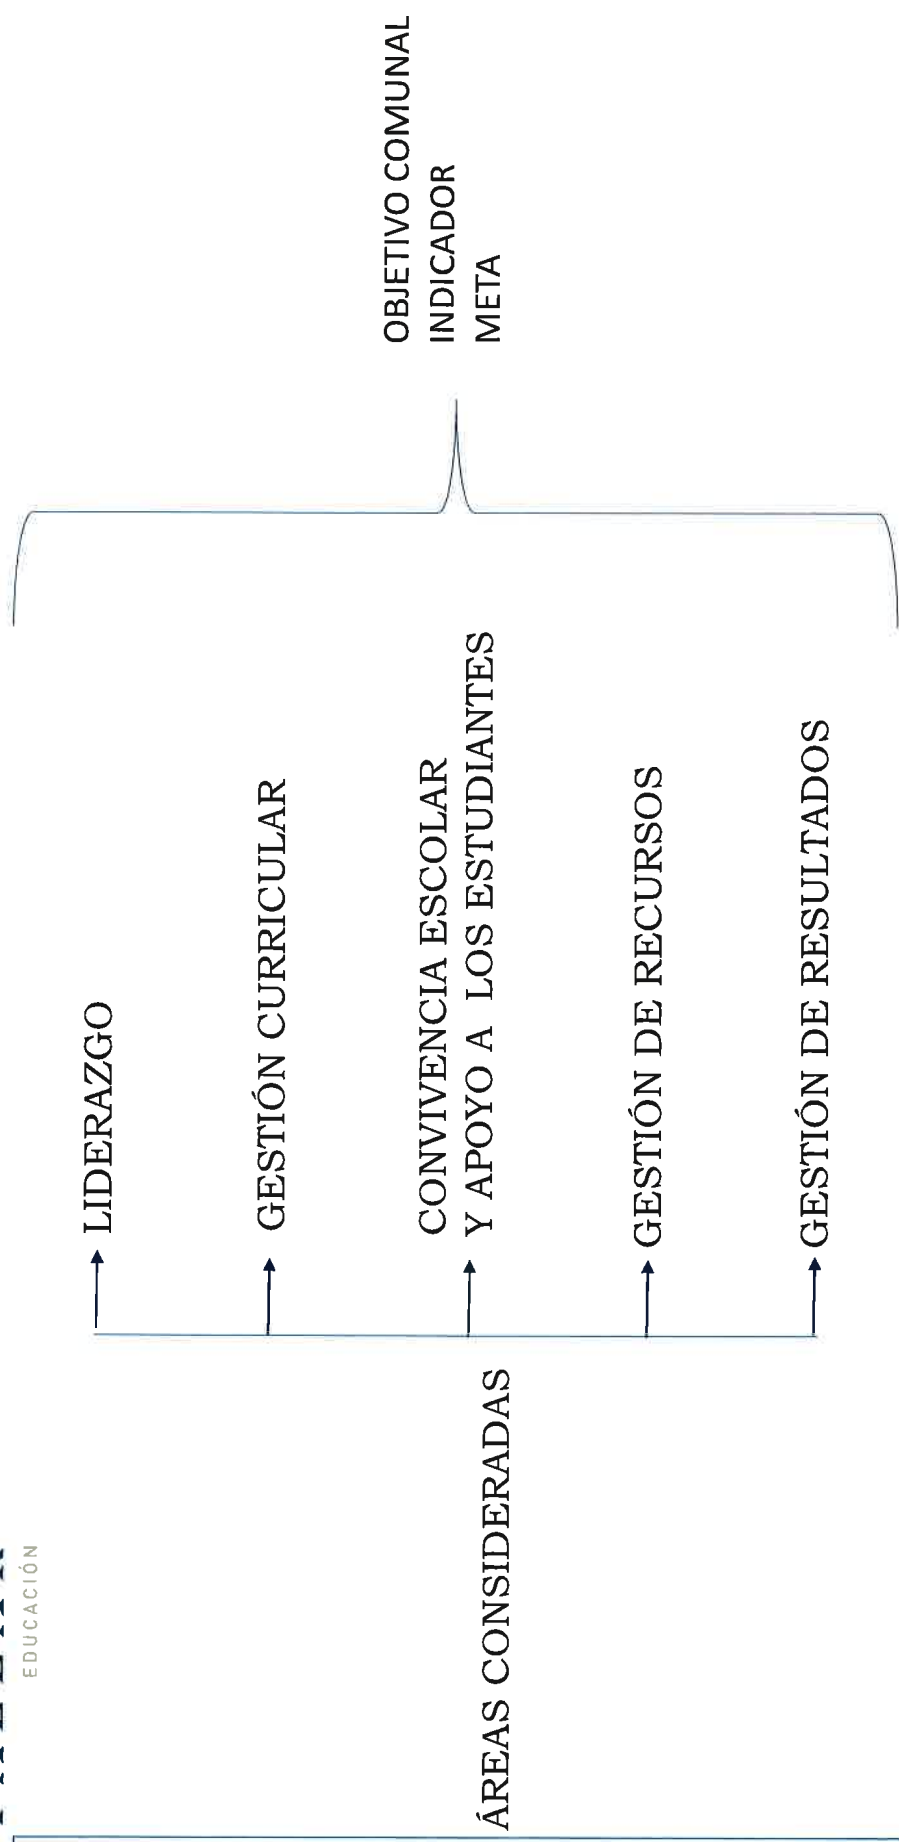 EDUCACIÓN
ÁREAS CONSIDERADAS
LIDERAZGO
GESTIÓN CURRICULAR
CONVIVENCIA ESCOLAR
Y APOYO A LOS ESTUDIANTES
GESTIÓN DE RECURSOS
GESTIÓN DE RESULTADOS
OBJETIVO COMUNAL
INDICADOR
META